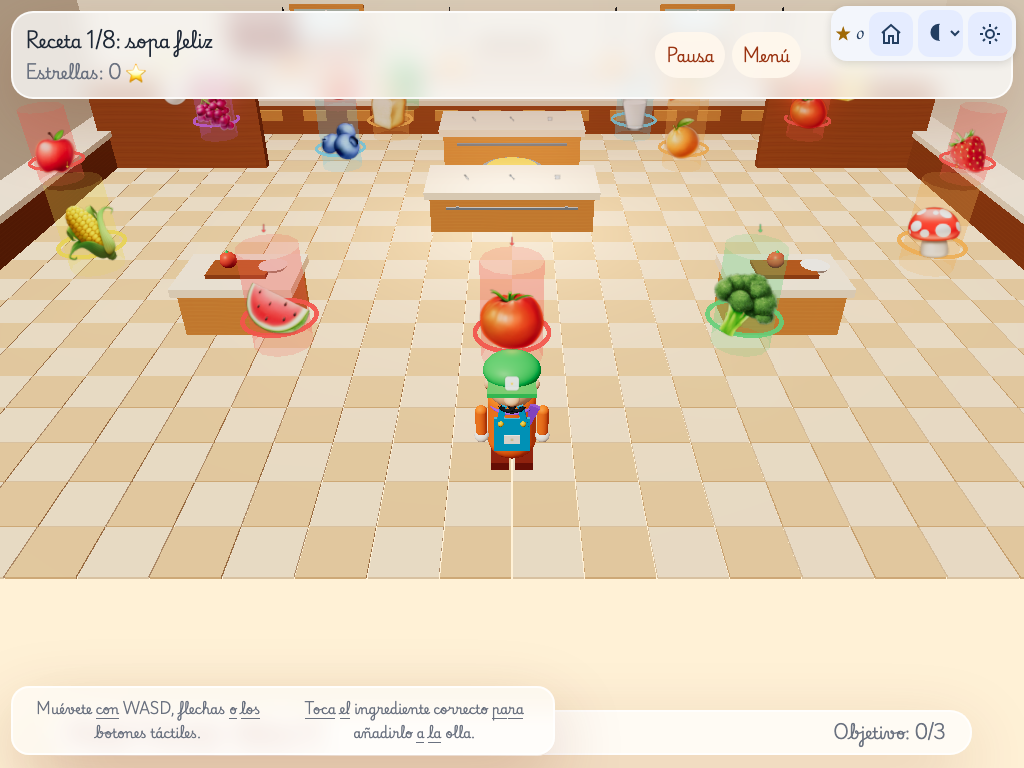 Receta 1/8: sopa feliz
Estrellas: 0 ⭐
Pausa
Menú
★ 0
Muévete con WASD, flechas o los
botones táctiles.
Toca el ingrediente correcto para
añadirlo a la olla.
Objetivo: 0/3